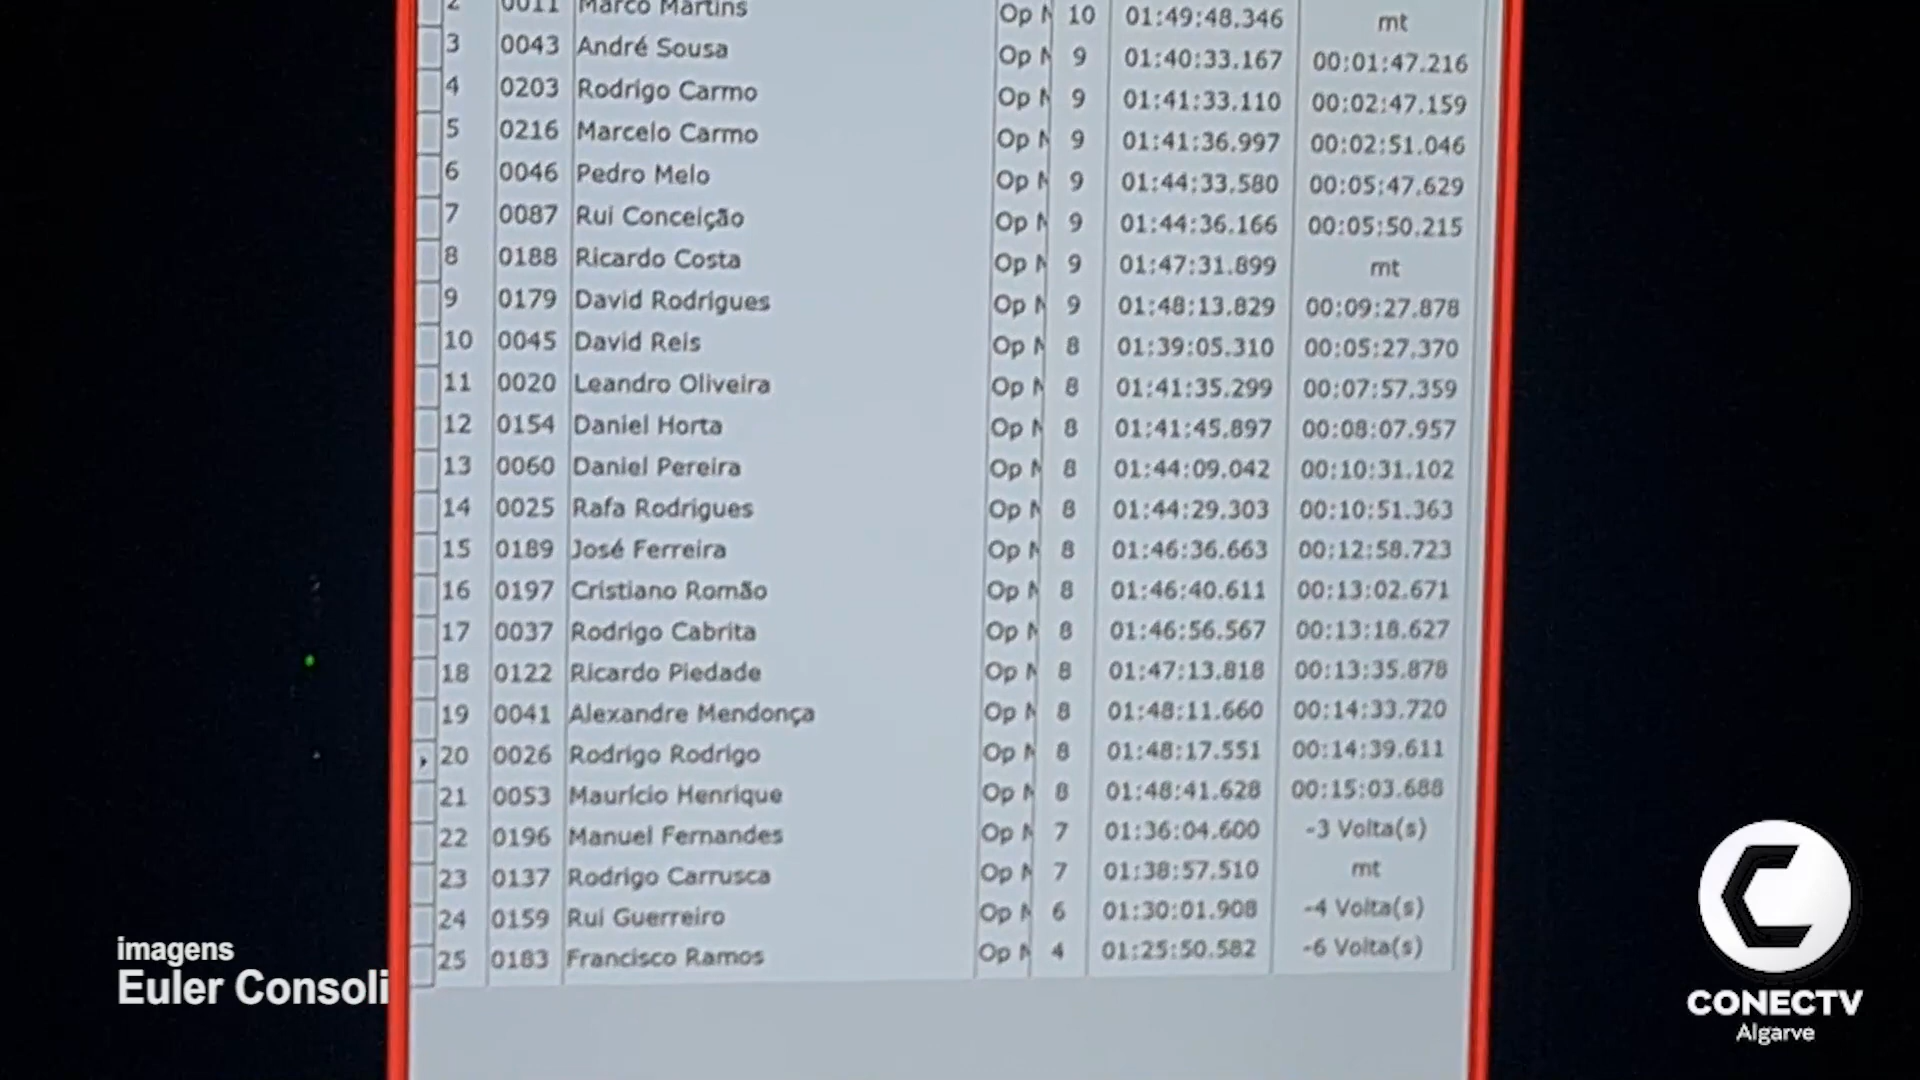 2 0011 Marco Martins Op 10 01:49:48.346 mt
3 0043 André Sousa Op 9 01:40:33.167 00:01:47.216
4 0203 Rodrigo Carmo Op 9 01:41:33.110 00:02:47.159
5 0216 Marcelo Carmo Op 9 01:41:36.997 00:02:51.046
6 0046 Pedro Melo Op 9 01:44:33.580 00:05:47.629
7 0087 Rui Conceição Op 9 01:44:36.166 00:05:50.215
8 0188 Ricardo Costa Op 9 01:47:31.899 mt
9 0179 David Rodrigues Op 9 01:48:13.829 00:09:27.878
10 0045 David Reis Op 8 01:39:05.310 00:05:27.370
11 0020 Leandro Oliveira Op 8 01:41:35.299 00:07:57.359
12 0154 Daniel Horta Op 8 01:41:45.897 00:08:07.957
13 0060 Daniel Pereira Op 8 01:44:09.042 00:10:31.102
14 0025 Rafa Rodrigues Op 8 01:44:29.303 00:10:51.363
15 0189 José Ferreira Op 8 01:46:36.663 00:12:58.723
16 0197 Cristiano Romão Op 8 01:46:40.611 00:13:02.671
17 0037 Rodrigo Cabrita Op 8 01:46:56.567 00:13:18.627
18 0122 Ricardo Piedade Op 8 01:47:13.818 00:13:35.878
19 0041 Alexandre Mendonça Op 8 01:48:11.660 00:14:33.720
20 0026 Rodrigo Rodrigo Op 8 01:48:17.551 00:14:39.611
21 0053 Maurício Henrique Op 8 01:48:41.628 00:15:03.688
22 0196 Manuel Fernandes Op 7 01:36:04.600 -3 Volta(s)
23 0137 Rodrigo Carrusca Op 7 01:38:57.510 mt
24 0159 Rui Guerreiro Op 6 01:30:01.908 -4 Volta(s)
25 0183 Francisco Ramos Op 4 01:25:50.582 -6 Volta(s)
imagens
Euler Consoli
CONECTV
Algarve